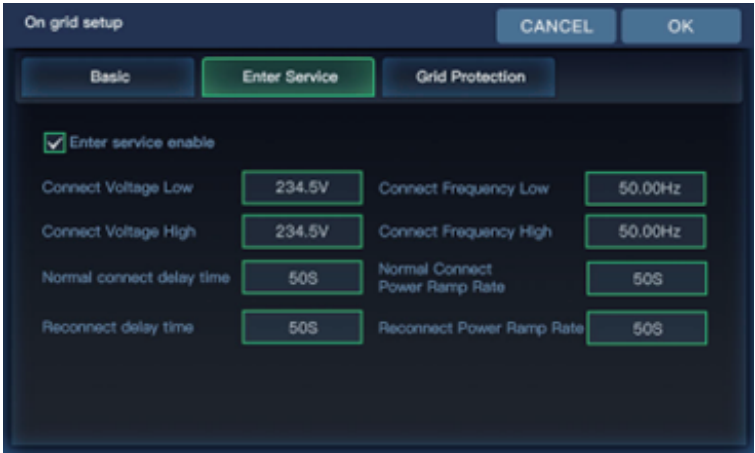 On grid setup CANCEL OK
Basic Enter Service Grid Protection
Enter service enable
Connect Voltage Low 234.5V Connect Frequency Low 50.00Hz
Connect Voltage High 234.5V Connect Frequency High 50.00Hz
Normal connect delay time 50S Normal Connect
Power Ramp Rate 50S
Reconnect delay time 50S Reconnect Power Ramp Rate 50S